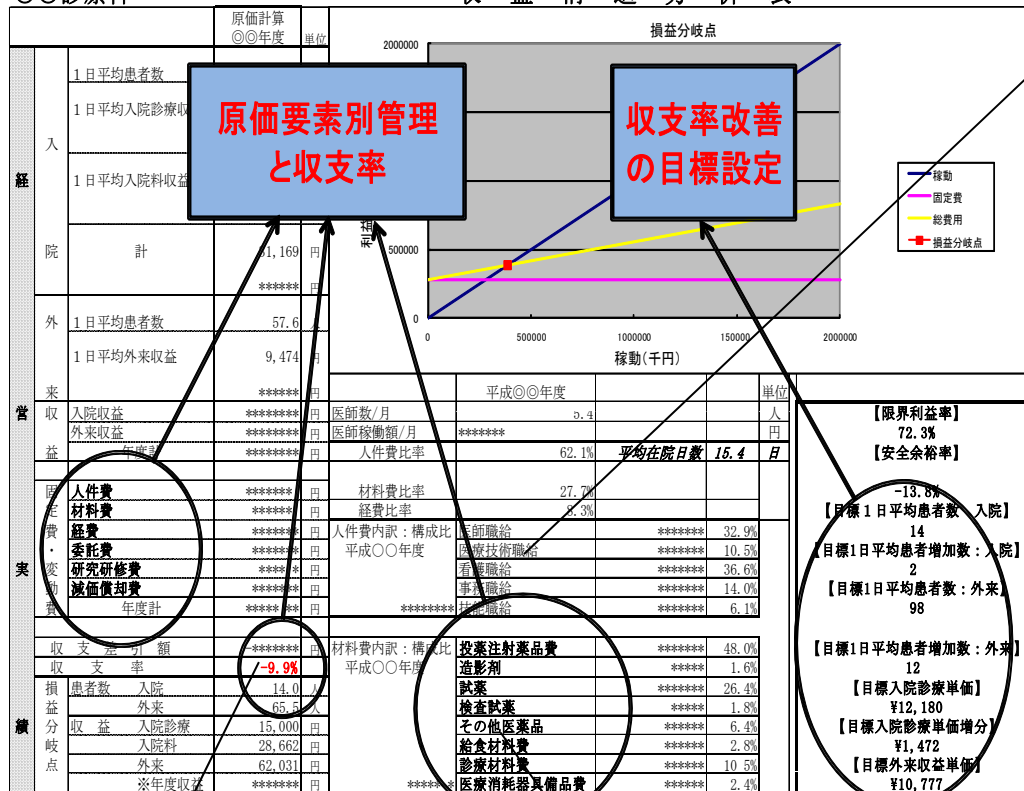 原価計算
〇〇年度
単位
1日平均患者数
1日平均入院診療収
1日平均入院料収益
入
院
計
1,169 円
****** 円
経
原価要素別管理
と収支率
収支率改善
の目標設定
損益分岐点
2000000
500000
0
利益
0 500000 1000000 150000 2000000
稼動(千円)
稼動
固定費
総費用
損益分岐点
外
来
1日平均患者数 57.6 人
1日平均外来収益 9,474 円
****** 円
営
収
益
入院収益 ******** 円
外来収益 ******** 円
年度計 ******** 円
平成〇〇年度 単位
医師数/月 5.4 人
医師稼働額/月 ******* 円
人件費比率 62.1% 平均在院日数 15.4 日
材料費比率 27.7%
経費比率 8.3%
固定費・変動費
人件費 ******* 円
材料費 ******* 円
経費 ******* 円
委託費 ******* 円
研究研修費 ****** 円
減価償却費 ******* 円
年度計 ******** 円
実
人件費内訳:構成比 医師職給 ******* 32.9%
平成〇〇年度 医療技術職給 ******* 10.5%
看護職給 ******* 36.6%
事務職給 ******* 14.0%
******** 技能職給 ******* 6.1%
収支差引額 -******* 円
収支率 -9.9%
材料費内訳:構成比 投薬注射薬品費 ******* 48.0%
平成〇〇年度 造影剤 ***** 1.6%
試薬 ******* 26.4%
検査試薬 ***** 1.8%
その他医薬品 ****** 6.4%
給食材料費 ****** 2.8%
診療材料費 ******* 10.5%
医療消耗器具備品費 ****** 2.4%
績
損益分岐点
患者数 入院 14.0 人
外来 65.5 人
収益 入院診療 15,000 円
入院料 28,662 円
外来 62,031 円
※年度収益 ******* 円
【限界利益率】
72.3%
【安全余裕率】
-13.8%
【目標1日平均患者数:入院】
14
【目標1日平均患者増加数:入院】
2
【目標1日平均患者数:外来】
98
【目標1日平均患者増加数:外来】
12
【目標入院診療単価】
¥12,180
【目標入院診療単価増分】
¥1,472
【目標外来収益単価】
¥10,777